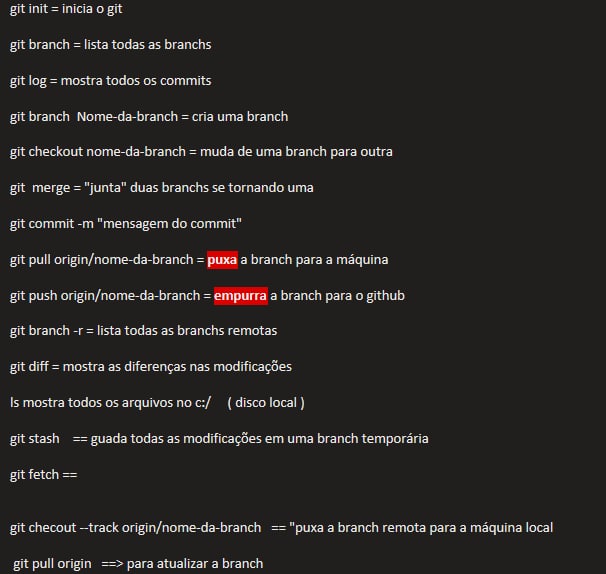 git init = inicia o git
git branch = lista todas as branchs
git log = mostra todos os commits
git branch  Nome-da-branch = cria uma branch
git checkout nome-da-branch = muda de uma branch para outra
git  merge = "junta" duas branchs se tornando uma
git commit -m "mensagem do commit"
git pull origin/nome-da-branch = puxa a branch para a máquina
git push origin/nome-da-branch = empurra a branch para o github
git branch -r = lista todas as branchs remotas
git diff = mostra as diferenças nas modificações
ls mostra todos os arquivos no c:/     ( disco local )
git stash    == guada todas as modificações em uma branch temporária
git fetch ==
git checout --track origin/nome-da-branch   == "puxa a branch remota para a máquina local
git pull origin   ==> para atualizar a branch